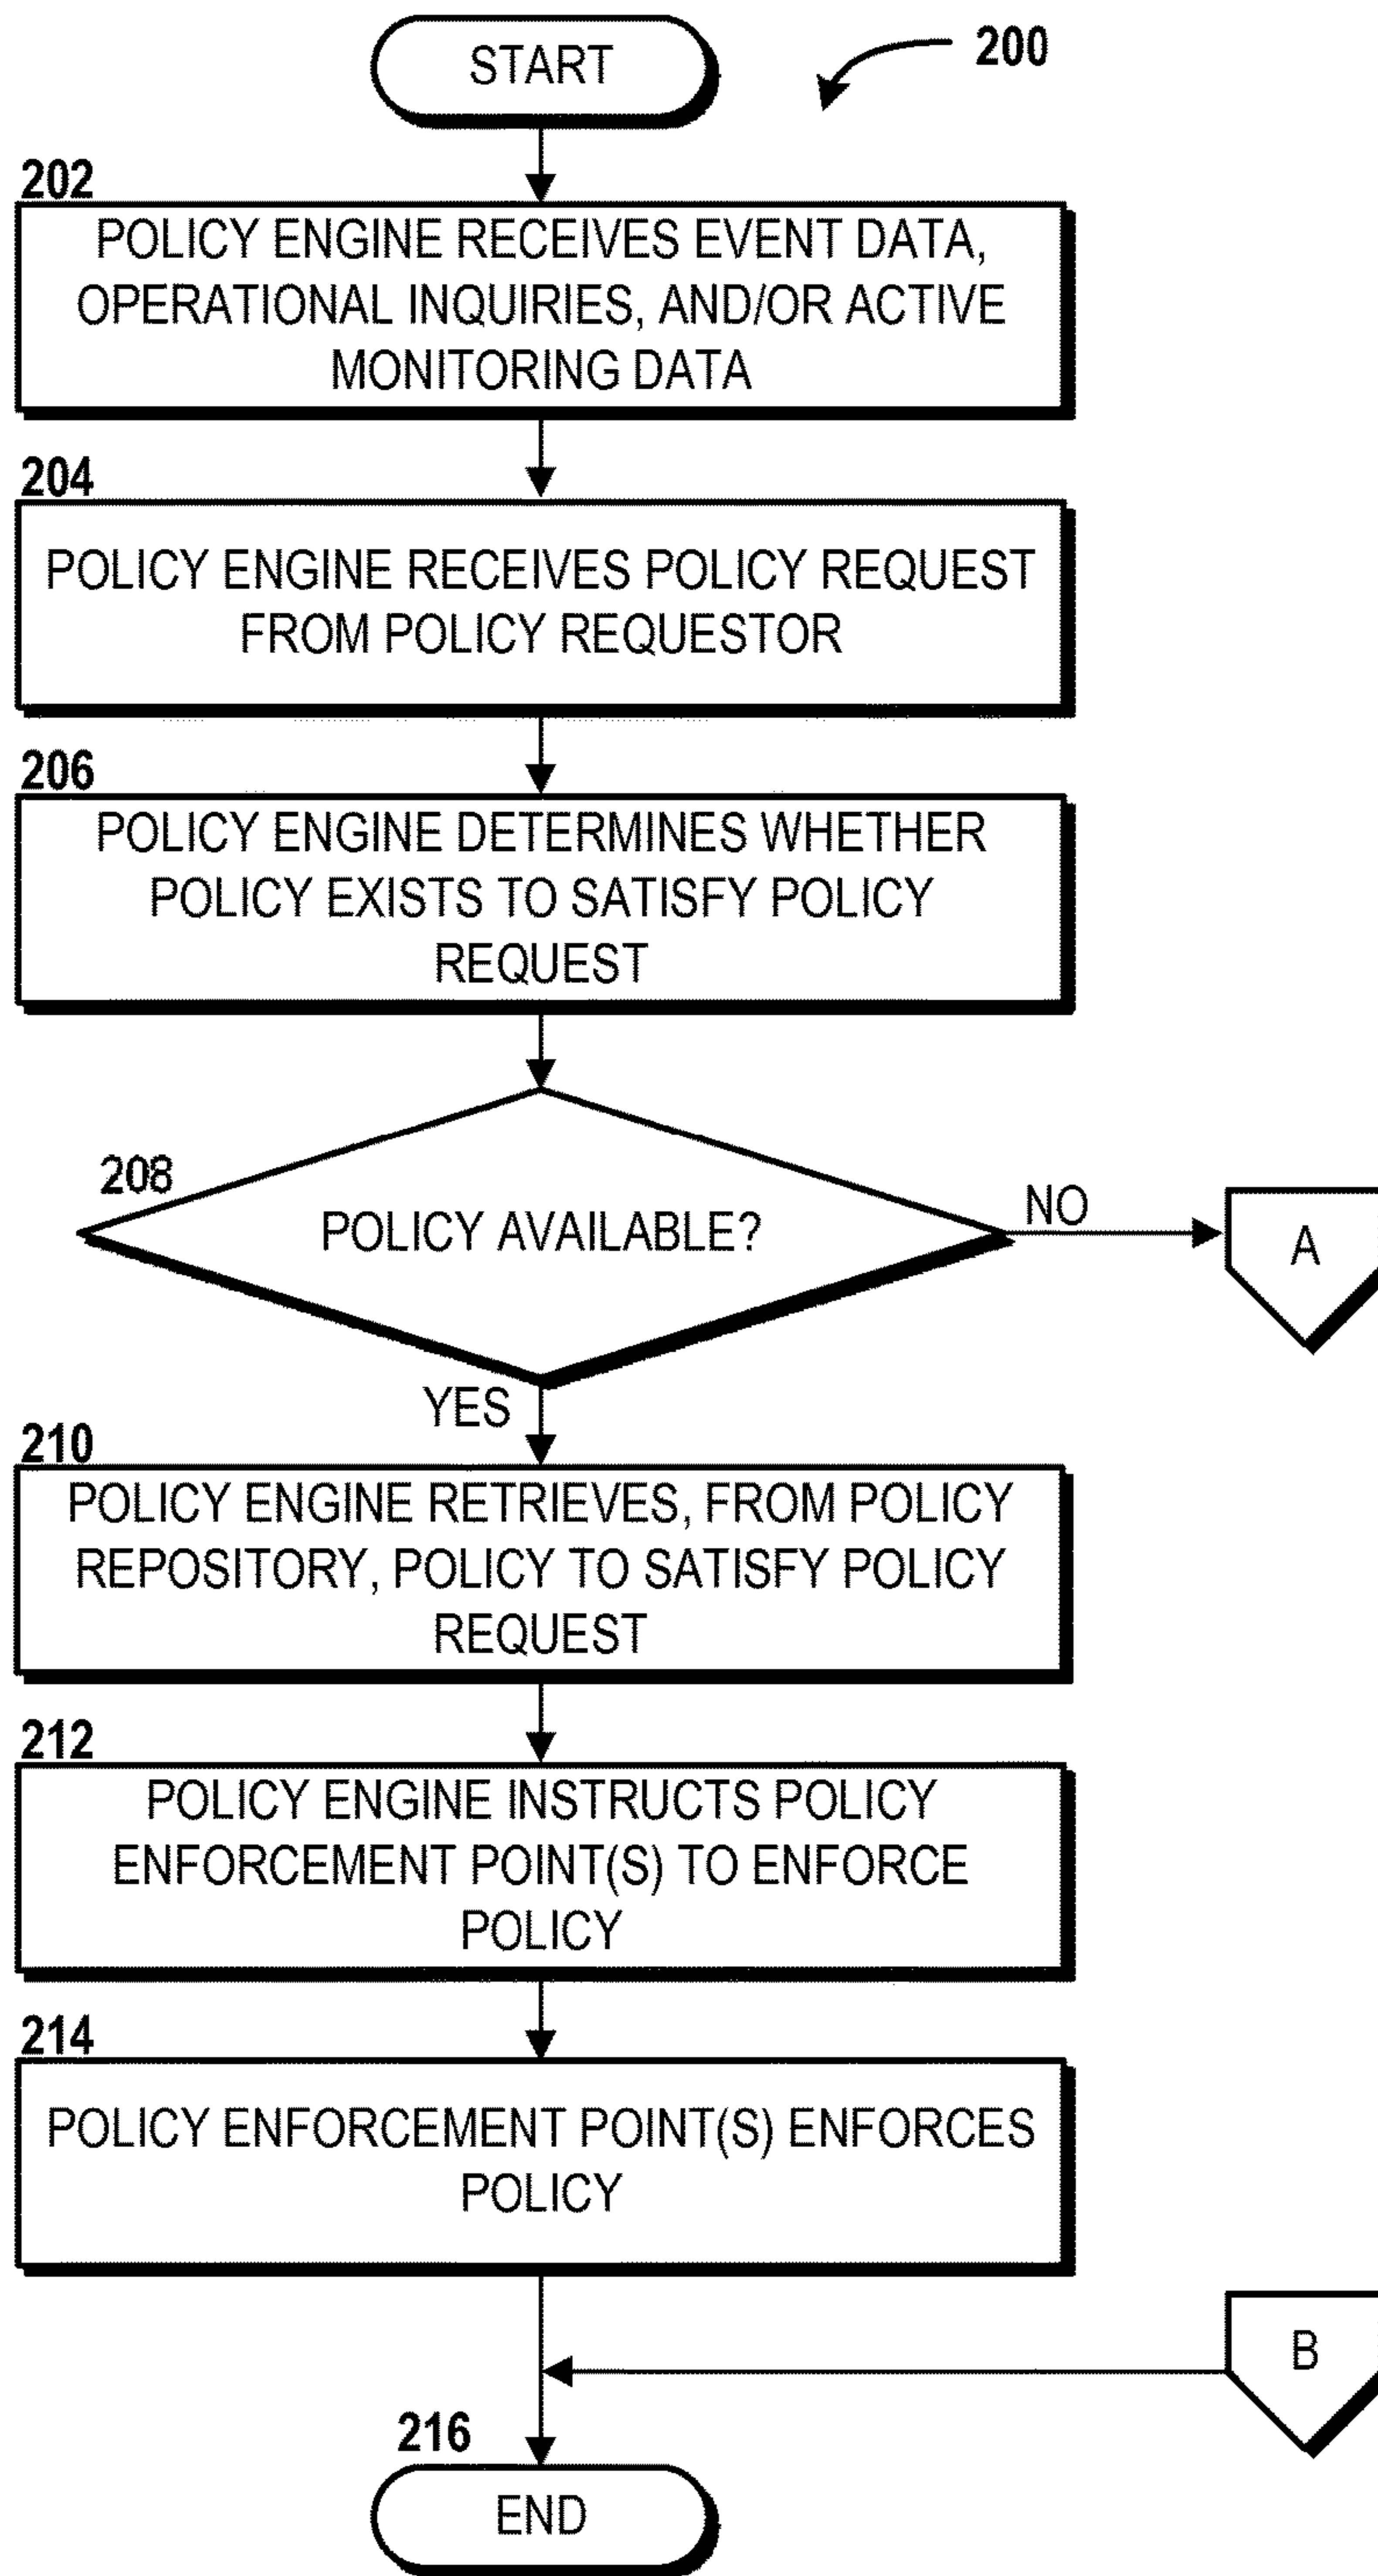 START
200
202
POLICY ENGINE RECEIVES EVENT DATA,
OPERATIONAL INQUIRIES, AND/OR ACTIVE
MONITORING DATA
204
POLICY ENGINE RECEIVES POLICY REQUEST
FROM POLICY REQUESTOR
206
POLICY ENGINE DETERMINES WHETHER
POLICY EXISTS TO SATISFY POLICY
REQUEST
208
POLICY AVAILABLE?
NO
A
YES
210
POLICY ENGINE RETRIEVES, FROM POLICY
REPOSITORY, POLICY TO SATISFY POLICY
REQUEST
212
POLICY ENGINE INSTRUCTS POLICY
ENFORCEMENT POINT(S) TO ENFORCE
POLICY
214
POLICY ENFORCEMENT POINT(S) ENFORCES
POLICY
B
216
END